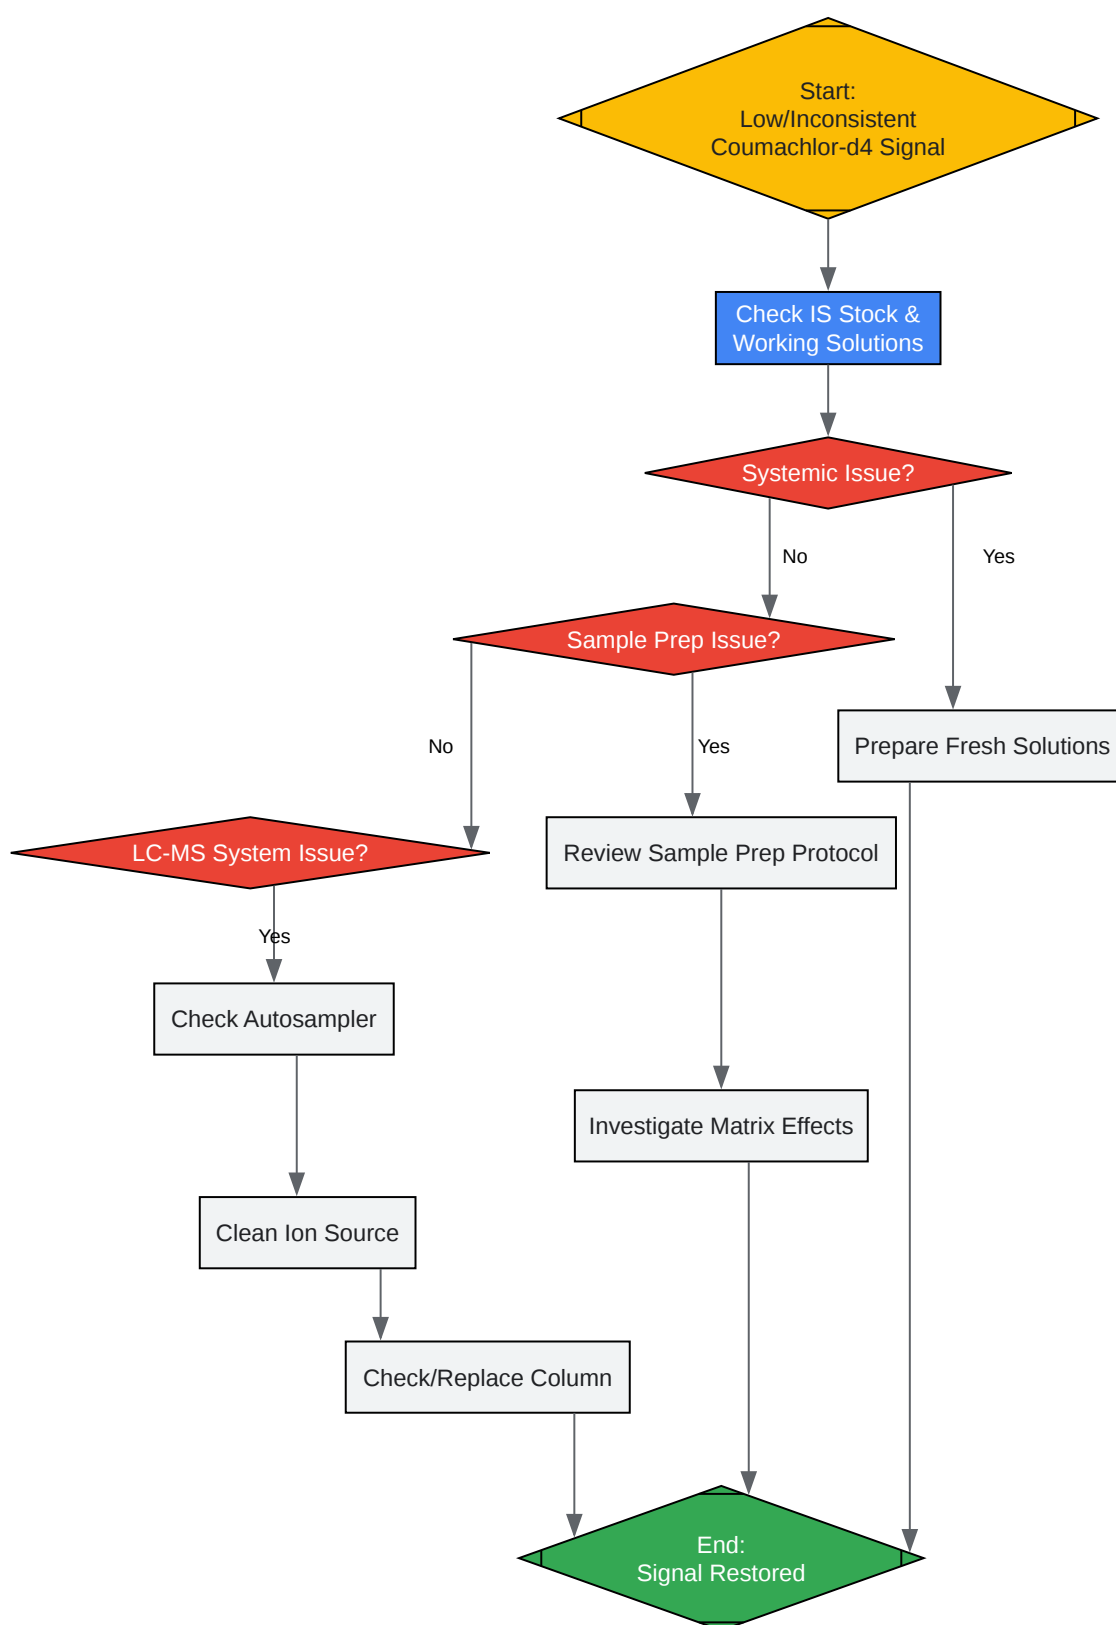 Start:
Low/Inconsistent
Coumachlor-d4 Signal
Check IS Stock &
Working Solutions
Systemic Issue?
No
Yes
Sample Prep Issue?
No
Yes
Prepare Fresh Solutions
LC-MS System Issue?
Review Sample Prep Protocol
Yes
Check Autosampler
Investigate Matrix Effects
Clean Ion Source
Check/Replace Column
End:
Signal Restored